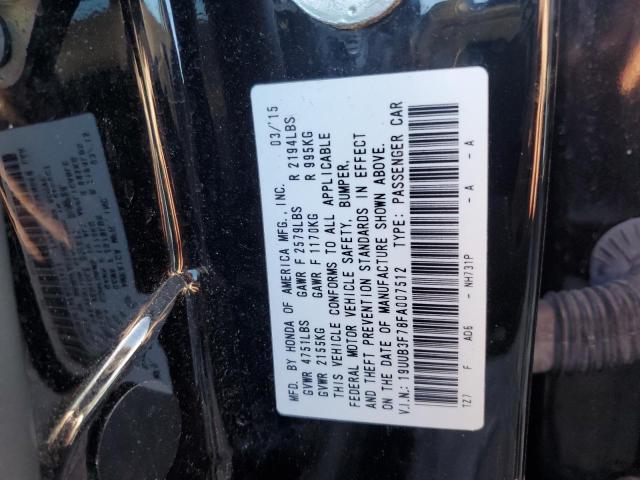 MFD. BY HONDA OF AMERICA MFG., INC. 03/'15
GVWR 4751LBS GAWR F 2579LBS R 2194LBS
GVWR 2155KG GAWR F 1170KG R 995KG
THIS VEHICLE CONFORMS TO ALL APPLICABLE
FEDERAL MOTOR VEHICLE SAFETY, BUMPER,
AND THEFT PREVENTION STANDARDS IN EFFECT
ON THE DATE OF MANUFACTURE SHOWN ABOVE.
V.I.N.: 19UUB3F78FA007512 TYPE: PASSENGER CAR
TZ7 F AD6 - NH731P - A - A